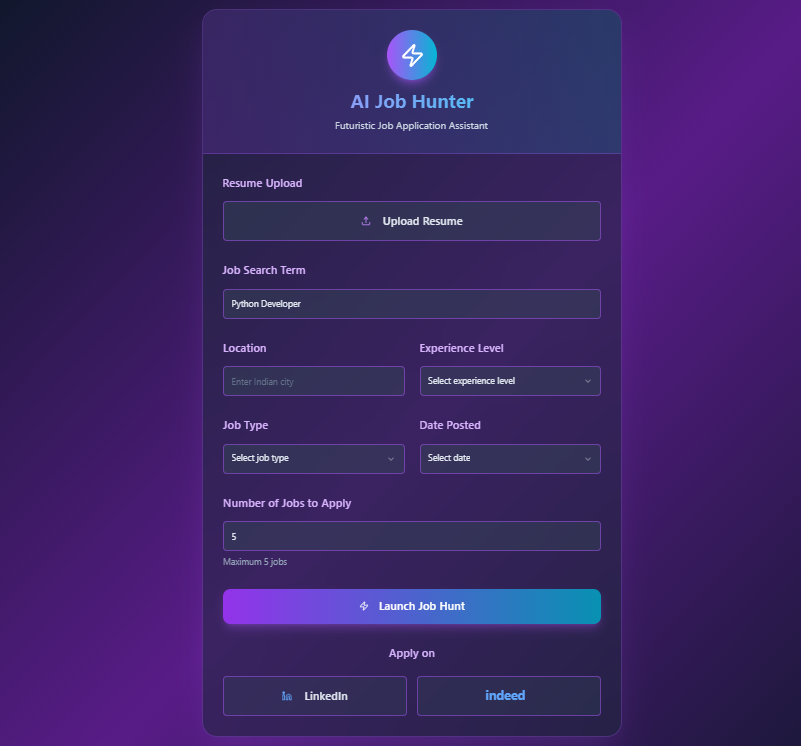 AI Job Hunter
Futuristic Job Application Assistant
Resume Upload
Upload Resume
Job Search Term
Python Developer
Location
Experience Level
Enter Indian city
Select experience level
Job Type
Date Posted
Select job type
Select date
Number of Jobs to Apply
5
Maximum 5 jobs
Launch Job Hunt
Apply on
LinkedIn
indeed